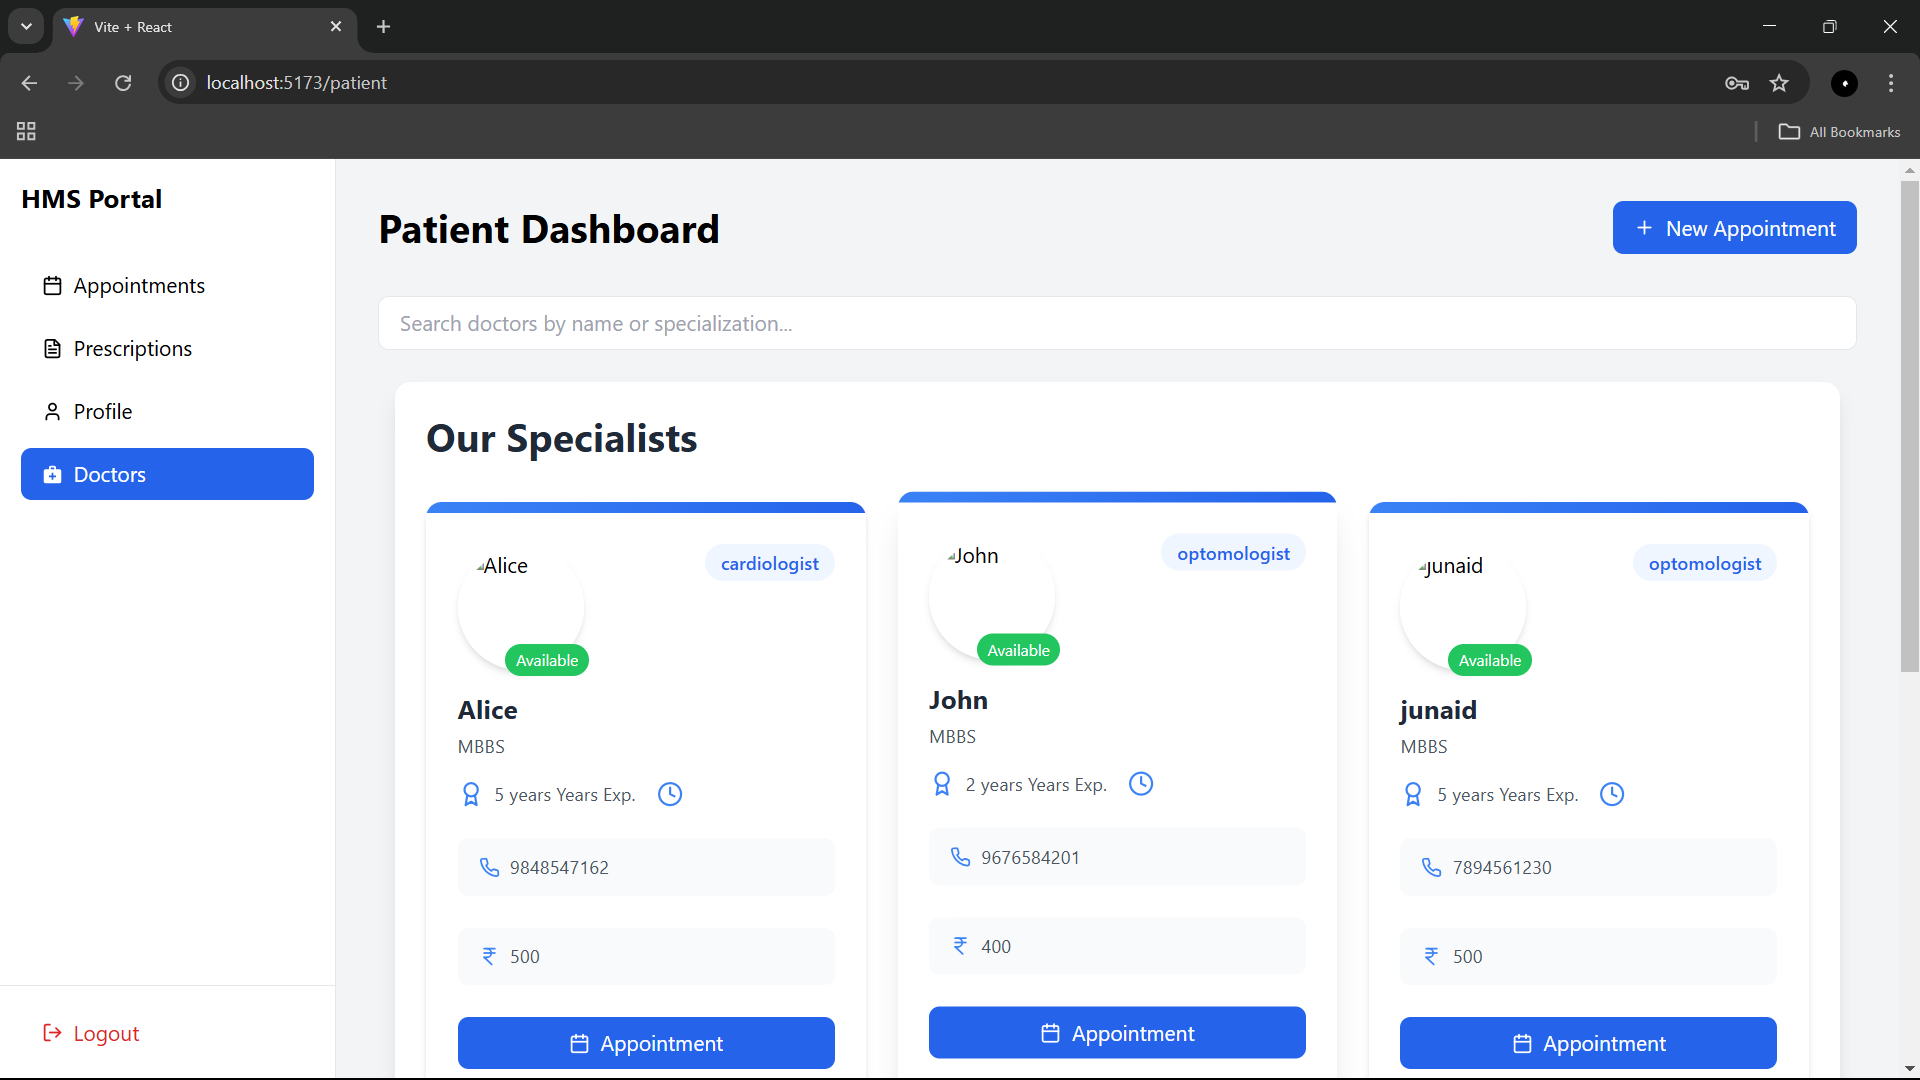 Vite + React
localhost:5173/patient
All Bookmarks
HMS Portal
Appointments
Prescriptions
Profile
Doctors
Logout
Patient Dashboard
+ New Appointment
Search doctors by name or specialization...
Our Specialists
Alice
cardiologist
Available
Alice
MBBS
5 years Years Exp.
9848547162
₹ 500
Appointment
John
optomologist
Available
John
MBBS
2 years Years Exp.
9676584201
₹ 400
Appointment
junaid
optomologist
Available
junaid
MBBS
5 years Years Exp.
7894561230
₹ 500
Appointment